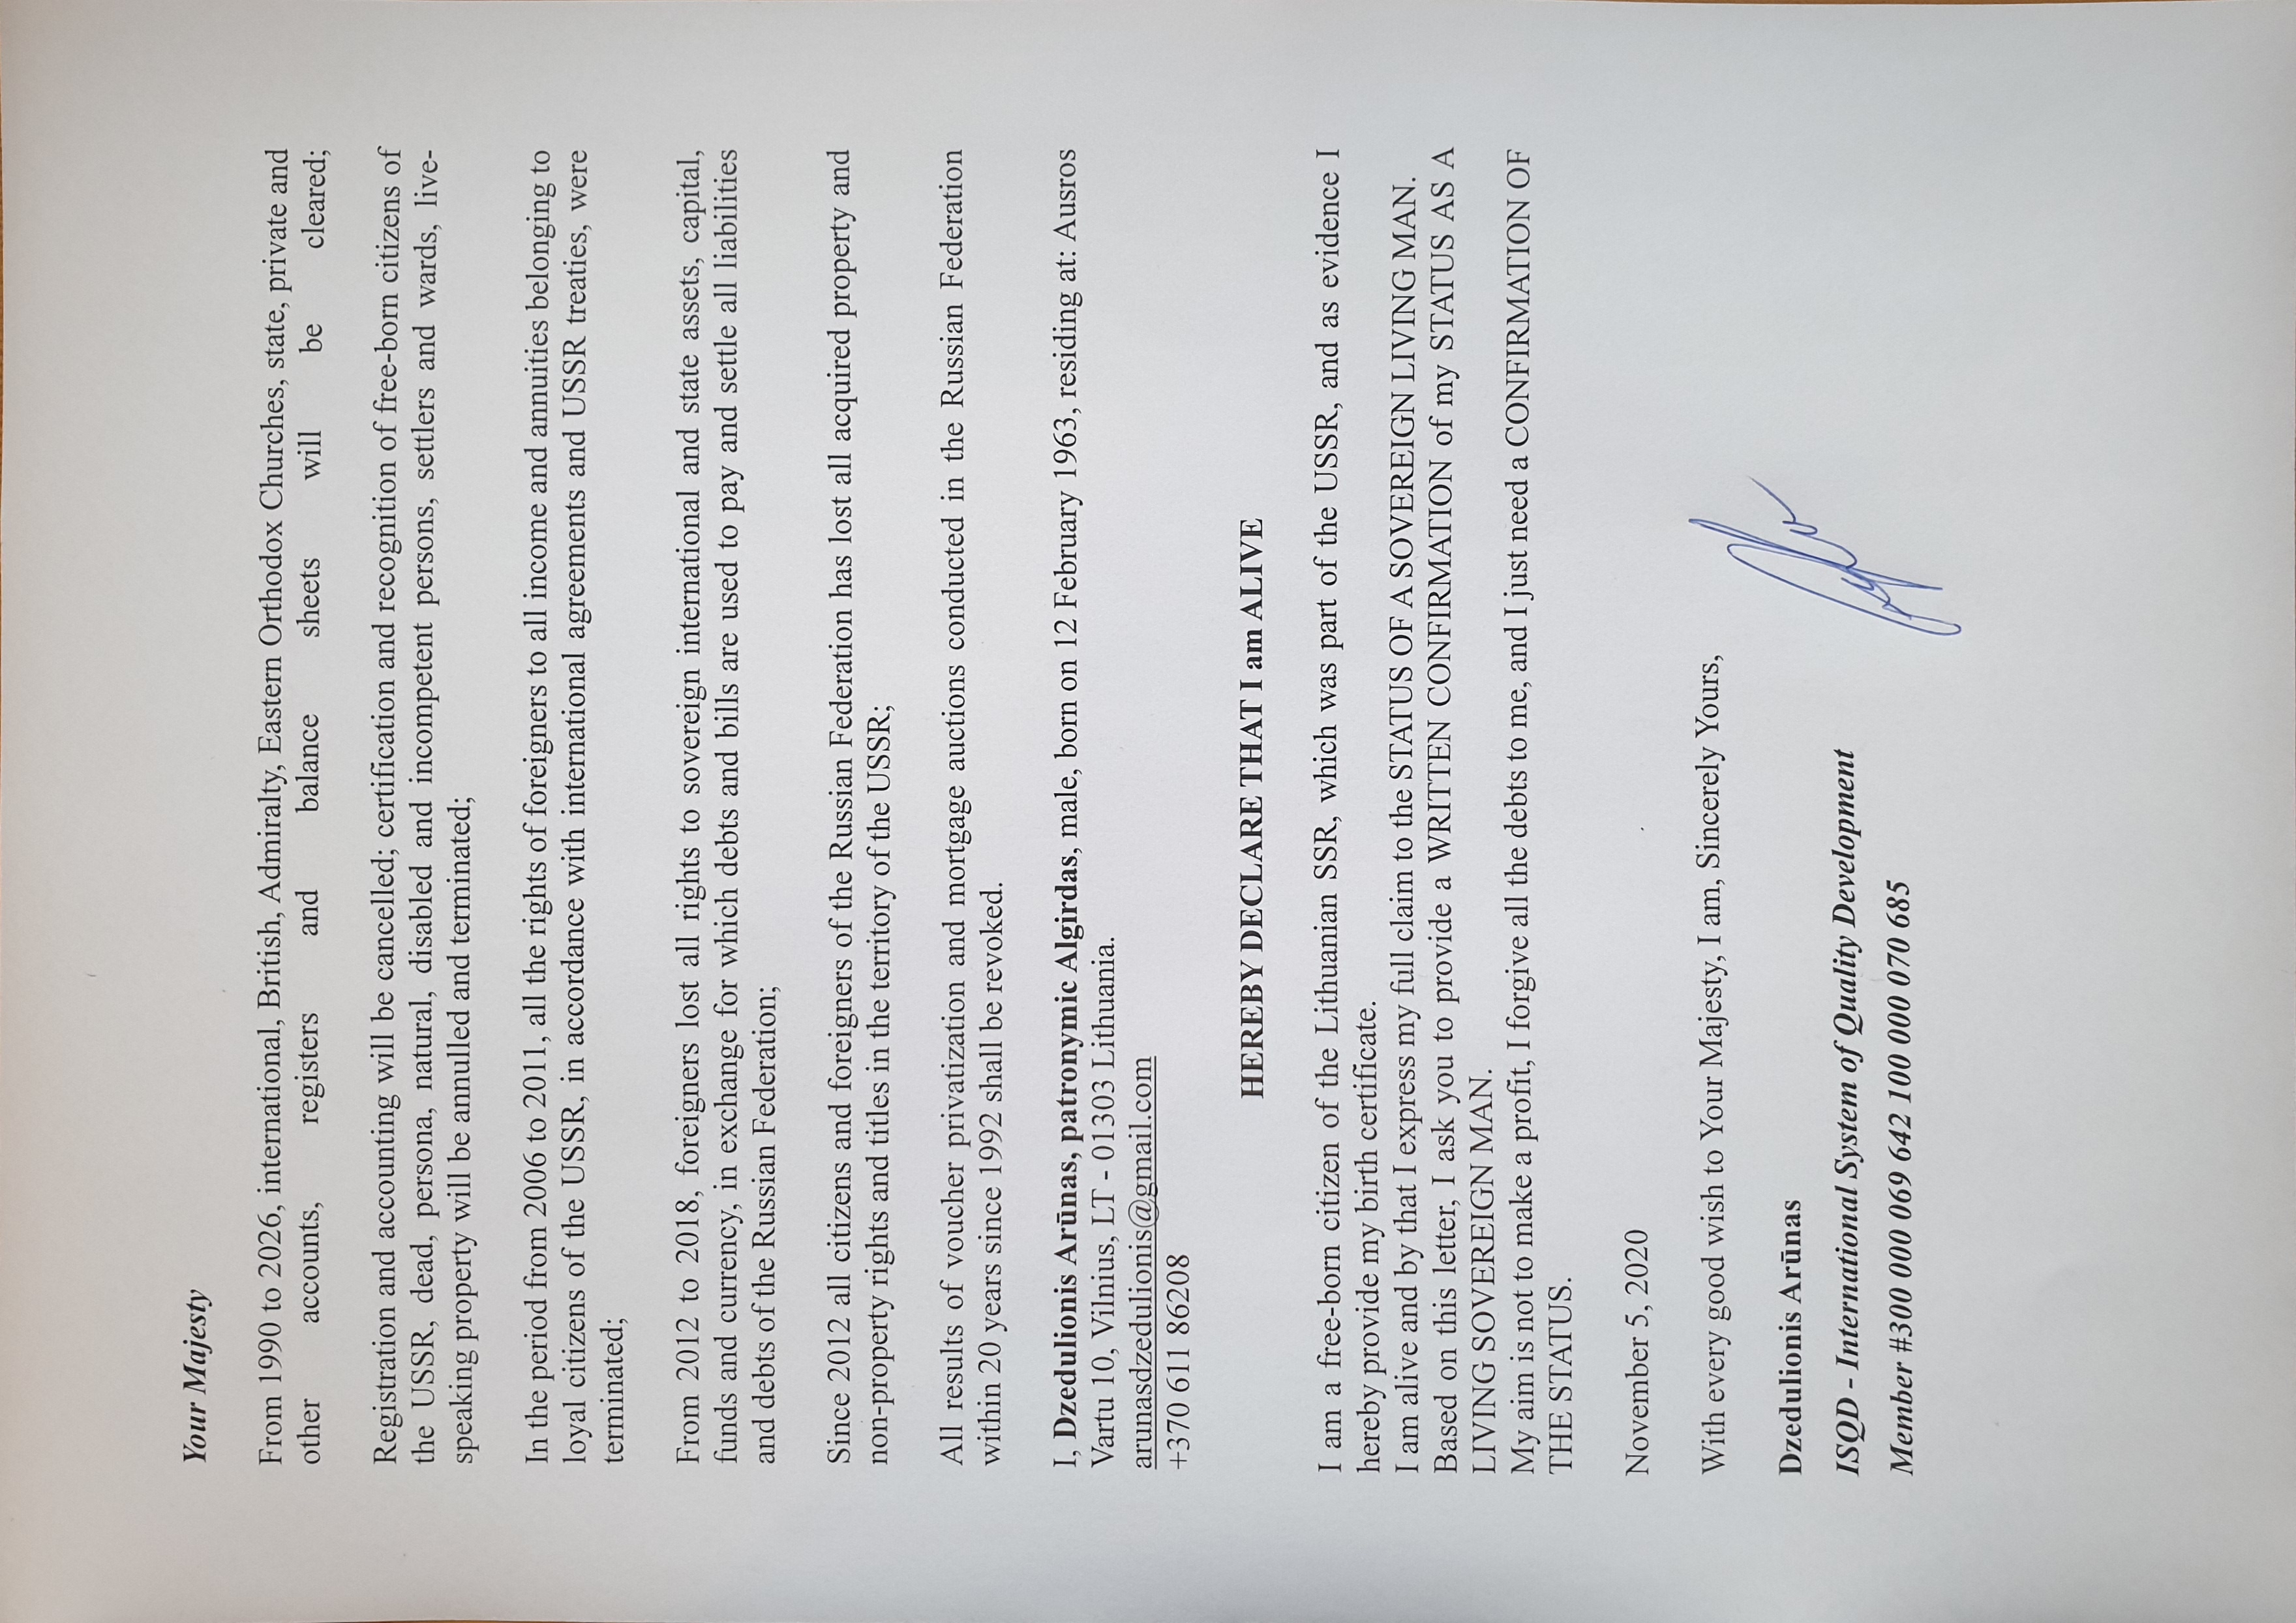 Your Majesty
From 1990 to 2026, international, British, Admiralty, Eastern Orthodox Churches, state, private and
other accounts, registers and balance sheets will be cleared;
Registration and accounting will be cancelled; certification and recognition of free-born citizens of
the USSR, dead, persona, natural, disabled and incompetent persons, settlers and wards, live-
speaking property will be annulled and terminated;
In the period from 2006 to 2011, all the rights of foreigners to all income and annuities belonging to
loyal citizens of the USSR, in accordance with international agreements and USSR treaties, were
terminated;
From 2012 to 2018, foreigners lost all rights to sovereign international and state assets, capital,
funds and currency, in exchange for which debts and bills are used to pay and settle all liabilities
and debts of the Russian Federation;
Since 2012 all citizens and foreigners of the Russian Federation has lost all acquired property and
non-property rights and titles in the territory of the USSR;
All results of voucher privatization and mortgage auctions conducted in the Russian Federation
within 20 years since 1992 shall be revoked.
I, Dzedulionis Arūnas, patronymic Algirdas, male, born on 12 February 1963, residing at: Ausros
Vartu 10, Vilnius, LT - 01303 Lithuania.
arunasdzedulionis@gmail.com
+370 611 86208
HEREBY DECLARE THAT I am ALIVE
I am a free-born citizen of the Lithuanian SSR, which was part of the USSR, and as evidence I
hereby provide my birth certificate.
I am alive and by that I express my full claim to the STATUS OF A SOVEREIGN LIVING MAN.
Based on this letter, I ask you to provide a WRITTEN CONFIRMATION of my STATUS AS A
LIVING SOVEREIGN MAN.
My aim is not to make a profit, I forgive all the debts to me, and I just need a CONFIRMATION OF
THE STATUS.
November 5, 2020
With every good wish to Your Majesty, I am, Sincerely Yours,
Dzedulionis Arūnas
ISQD - International System of Quality Development
Member #300 000 069 642 100 000 070 685